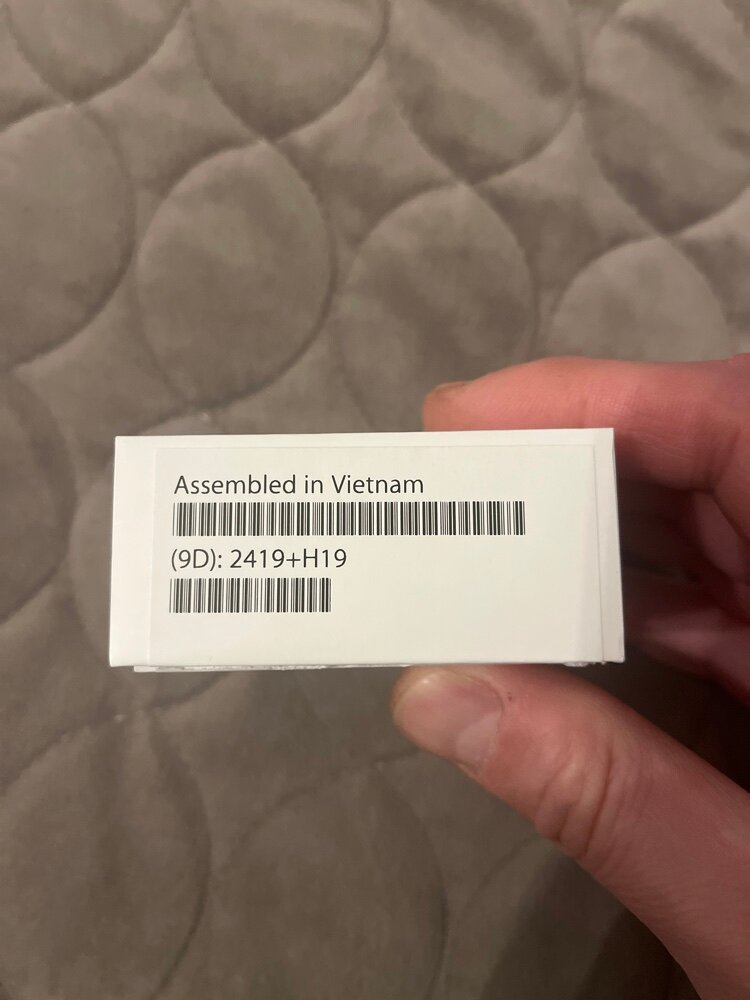 Assembled in Vietnam
(9D): 2419+H19